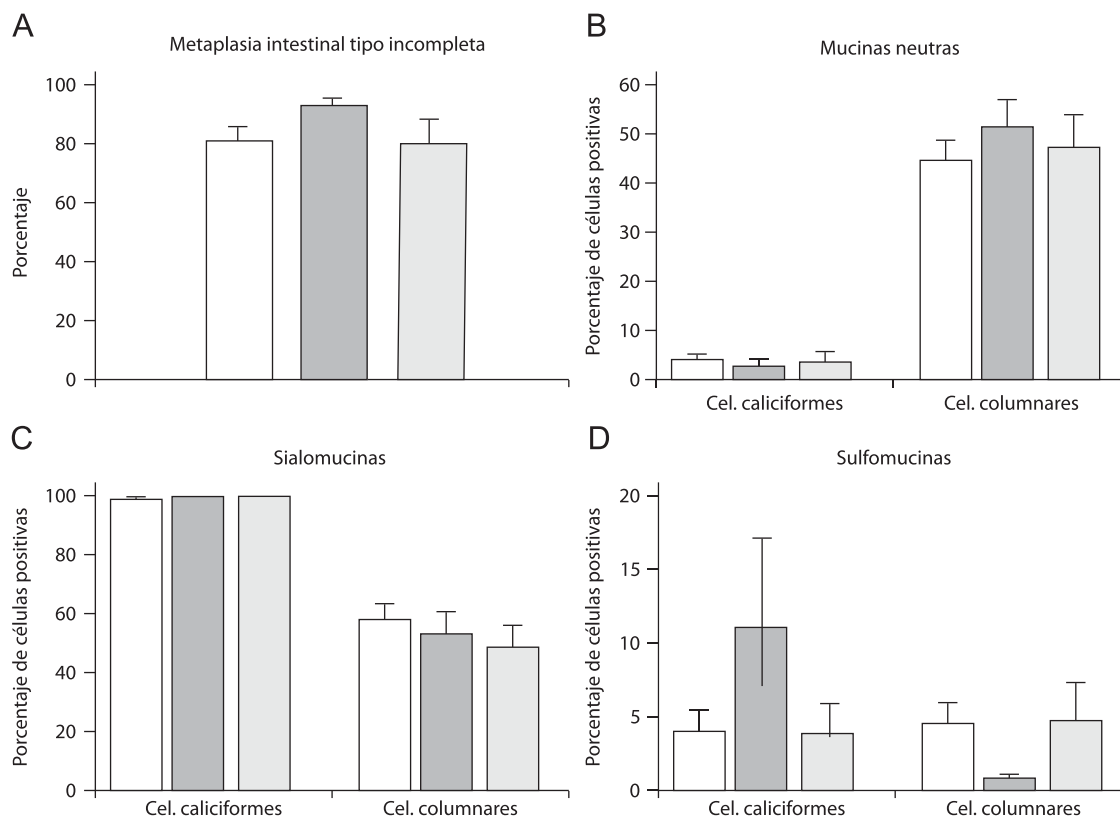 A
Metaplasia intestinal tipo incompleta
Porcentaje
100
80
60
40
20
0
B
Mucinas neutras
Porcentaje de células positivas
60
50
40
30
20
10
0
Cel. caliciformes
Cel. columnares
C
Sialomucinas
Porcentaje de células positivas
100
80
60
40
20
0
Cel. caliciformes
Cel. columnares
D
Sulfomucinas
Porcentaje de células positivas
20
15
10
5
0
Cel. caliciformes
Cel. columnares